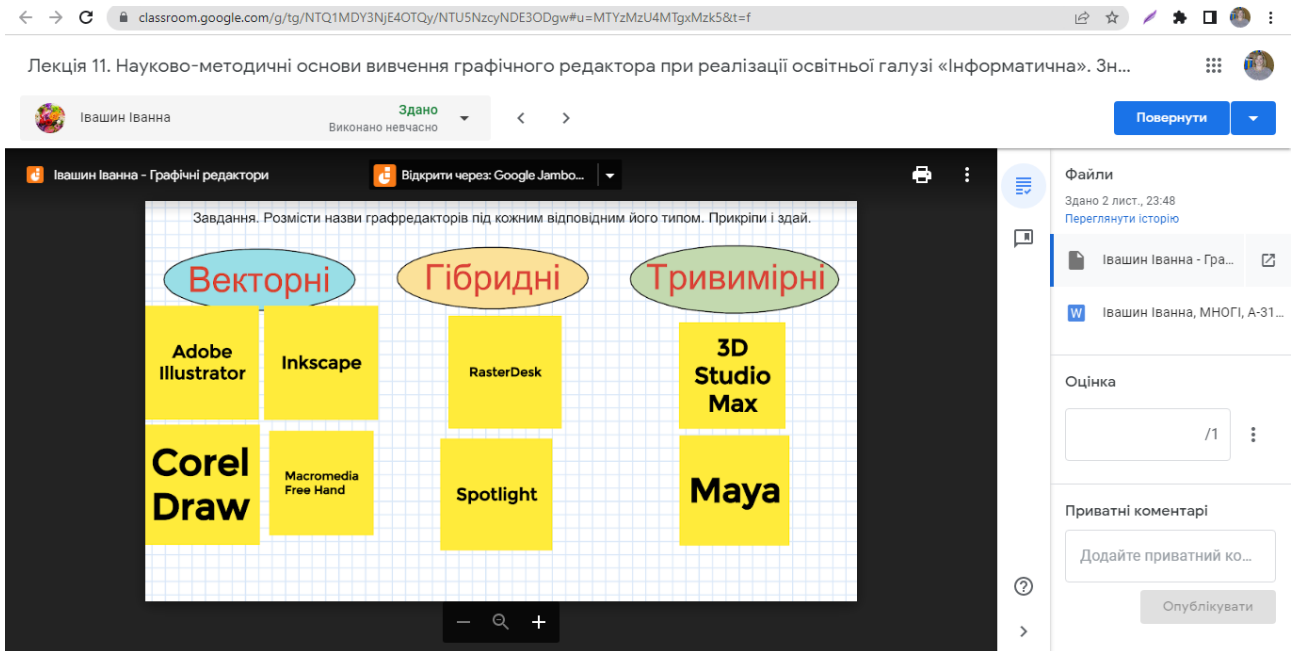 classroom.google.com/g/tg/NTQ1MDY3NjE4OTQy/NTU5NzcyNDE3ODgw#u=MTYzMzU4MTgxMzk5&t=f
Лекція 11. Науково-методичні основи вивчення графічного редактора при реалізації освітньої галузі «Інформатична». Зн...
Івашин Іванна
Здано
Виконано невчасно
Повернути
Івашин Іванна - Графічні редактори
Відкрити через: Google Jambo...
Завдання. Розмісти назви графредакторів під кожним відповідним його типом. Прикріпи і здай.
Векторні
Гібридні
Тривимірні
Adobe
Illustrator
Inkscape
RasterDesk
3D
Studio
Max
Corel
Draw
Macromedia
Free Hand
Spotlight
Maya
Файли
Здано 2 лист., 23:48
Переглянути історію
Івашин Іванна - Гра...
W
Івашин Іванна, МНОГІ, А-31...
Оцінка
/1
Приватні коментарі
Додайте приватний ко...
Опублікувати